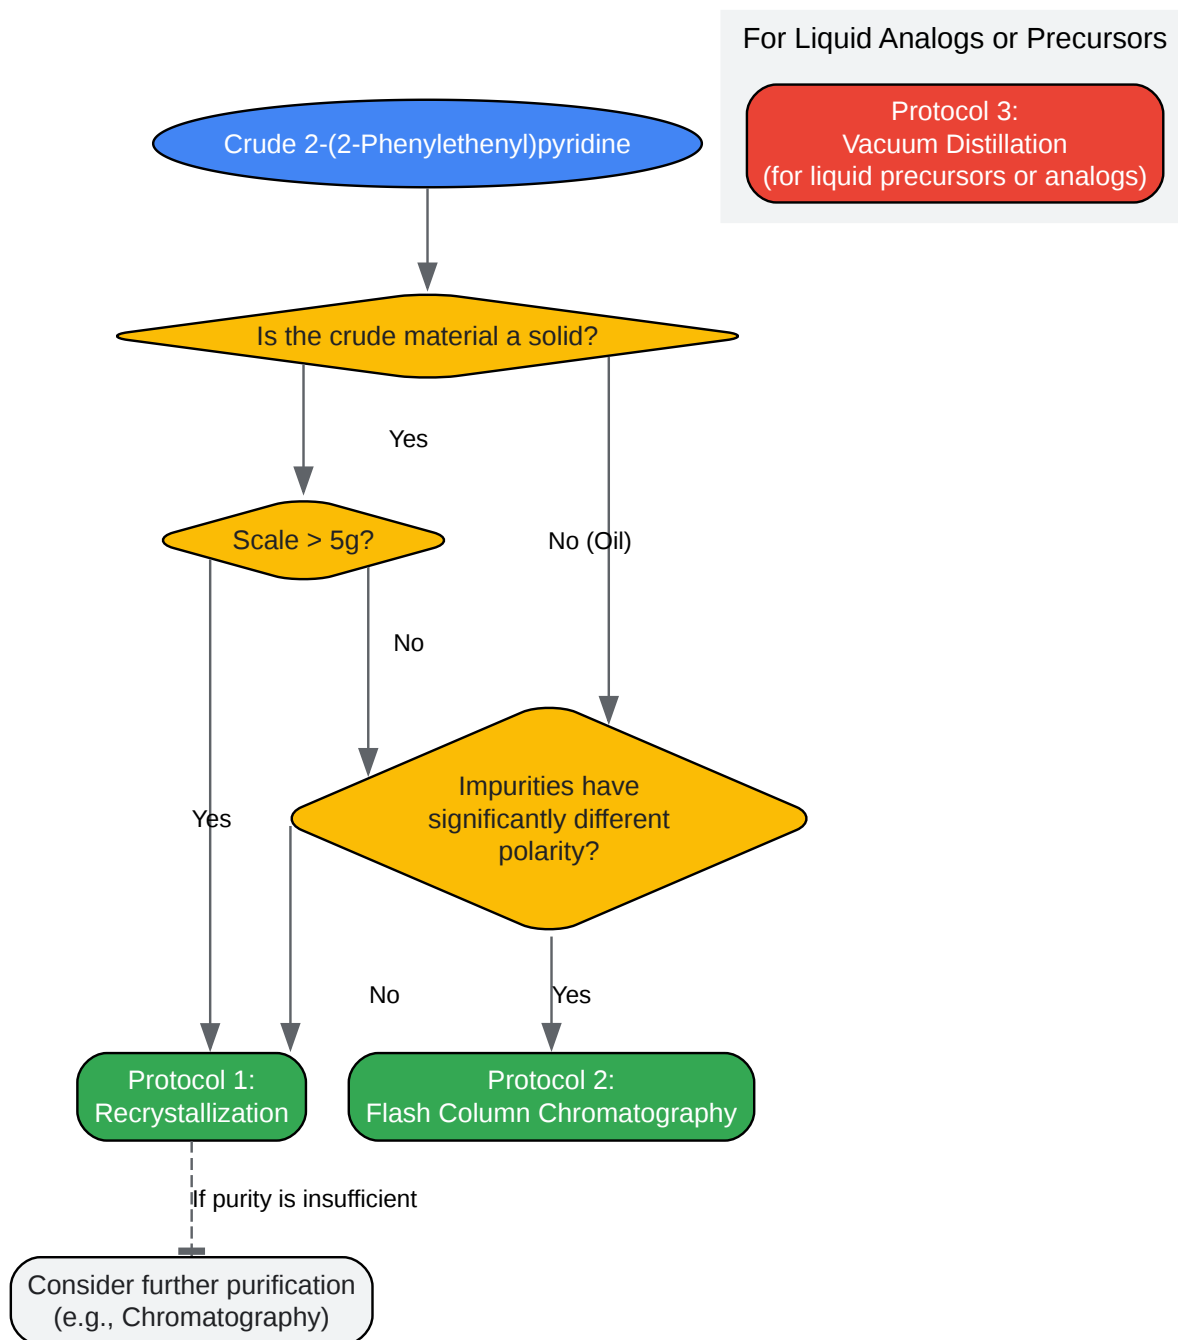 For Liquid Analogs or Precursors
Protocol 3:
Vacuum Distillation
(for liquid precursors or analogs)
Crude 2-(2-Phenylethenyl)pyridine
Is the crude material a solid?
Yes
Scale > 5g?
No (Oil)
No
Impurities have
significantly different
polarity?
Yes
No
Yes
Protocol 1:
Recrystallization
Protocol 2:
Flash Column Chromatography
If purity is insufficient
Consider further purification
(e.g., Chromatography)